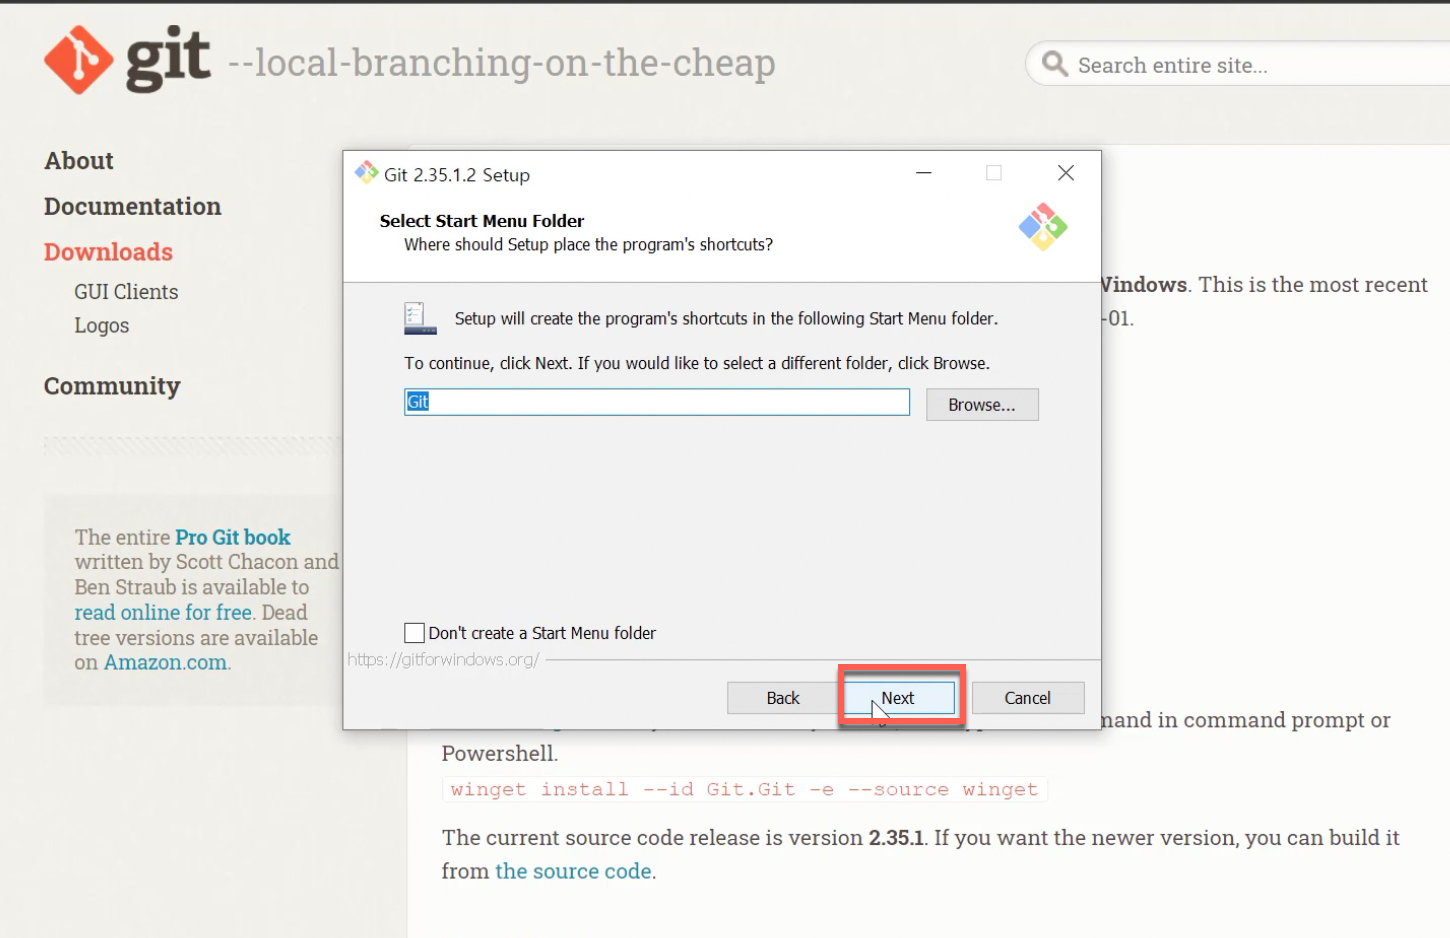 git --local-branching-on-the-cheap
Search entire site...
About
Documentation
Downloads
GUI Clients
Logos
Community
The entire Pro Git book
written by Scott Chacon and
Ben Straub is available to
read online for free. Dead
tree versions are available
on Amazon.com.
Git 2.35.1.2 Setup
Select Start Menu Folder
Where should Setup place the program's shortcuts?
Setup will create the program's shortcuts in the following Start Menu folder.
To continue, click Next. If you would like to select a different folder, click Browse.
Git
Browse...
Don't create a Start Menu folder
https://gitforwindows.org/
Back
Next
Cancel
Windows. This is the most recent
-01.
mand in command prompt or
Powershell.
winget install --id Git.Git -e --source winget
The current source code release is version 2.35.1. If you want the newer version, you can build it
from the source code.